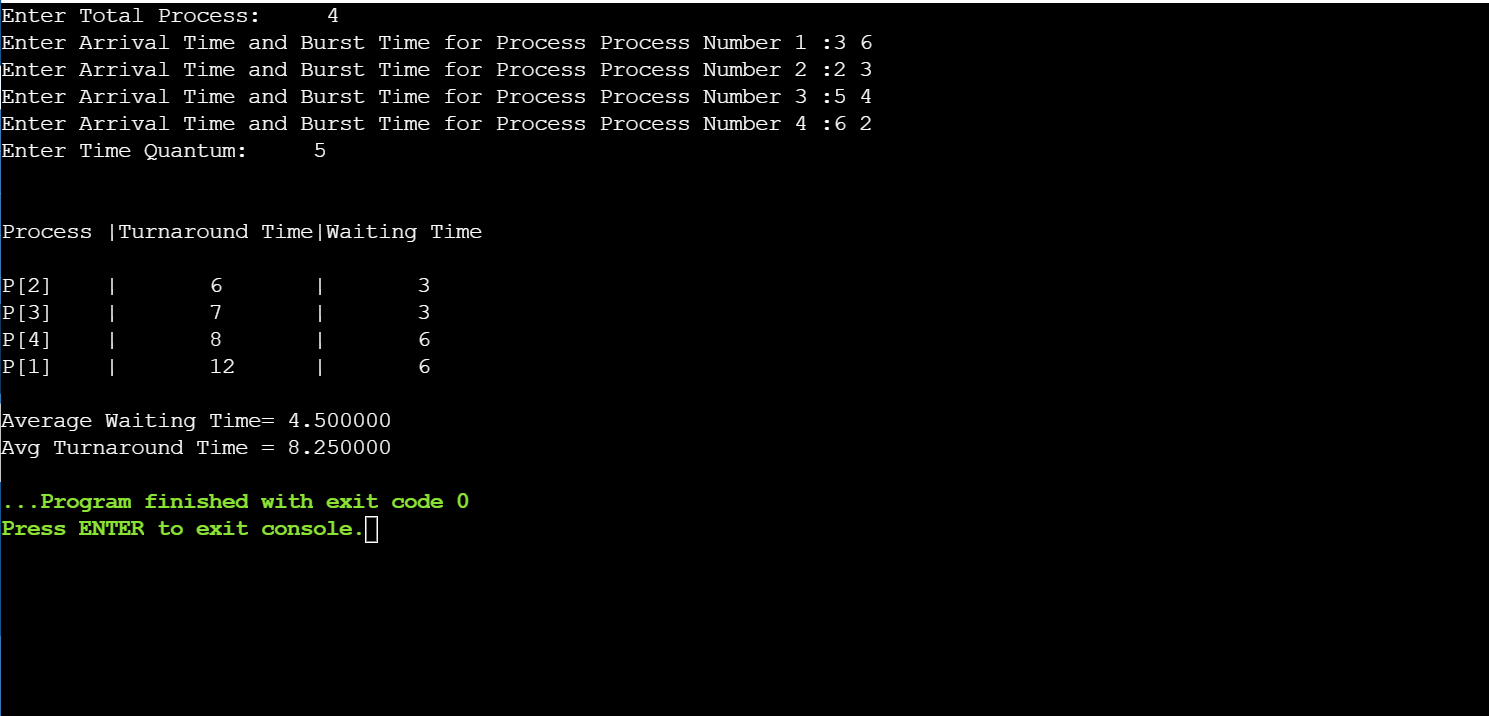 Enter Total Process:     4
Enter Arrival Time and Burst Time for Process Process Number 1 :3 6
Enter Arrival Time and Burst Time for Process Process Number 2 :2 3
Enter Arrival Time and Burst Time for Process Process Number 3 :5 4
Enter Arrival Time and Burst Time for Process Process Number 4 :6 2
Enter Time Quantum:     5
Process |Turnaround Time|Waiting Time
P[2]    |       6       |       3
P[3]    |       7       |       3
P[4]    |       8       |       6
P[1]    |       12      |       6
Average Waiting Time= 4.500000
Avg Turnaround Time = 8.250000
...Program finished with exit code 0
Press ENTER to exit console.